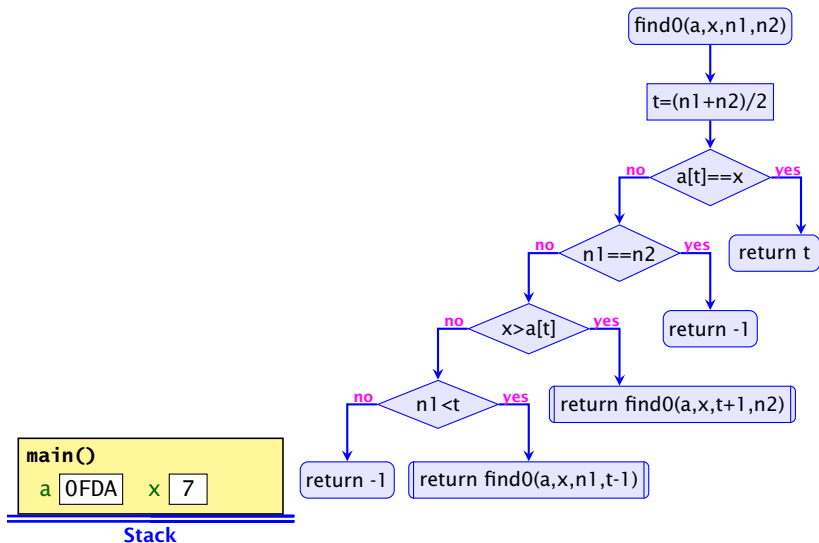 find0(a,x,n1,n2)
t=(n1+n2)/2
a[t]==x
no
yes
return t
n1==n2
no
yes
return -1
x>a[t]
no
yes
return find0(a,x,t+1,n2)
n1<t
no
yes
return -1
return find0(a,x,n1,t-1)
main()
a 0FDA x 7
Stack